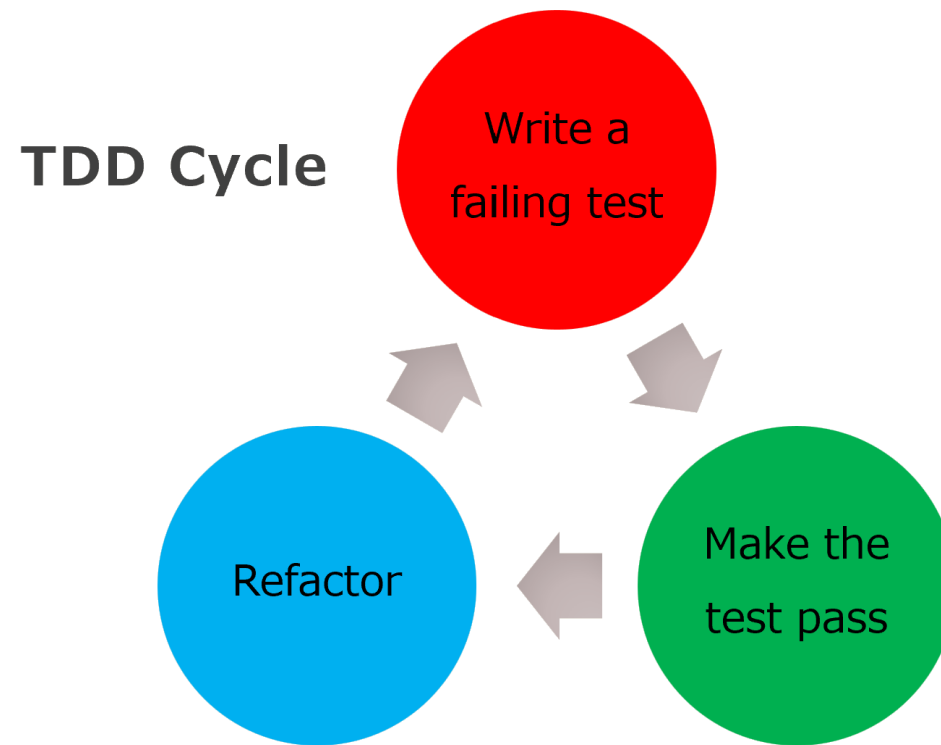 TDD Cycle
Write a
failing test
Make the
test pass
Refactor